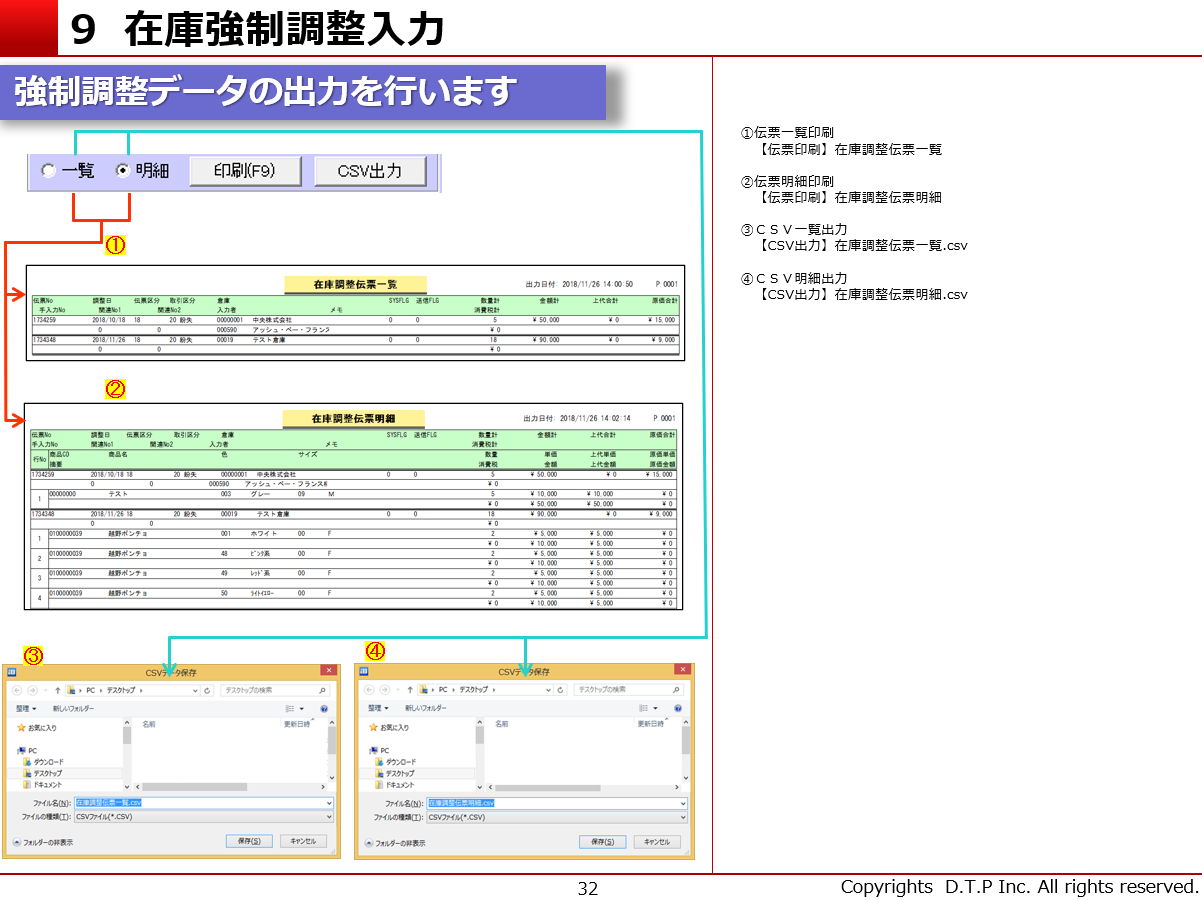 9 在庫強制調整入力
強制調整データの出力を行います
一覧 明細 印刷(F9) CSV出力
①
在庫調整伝票一覧 出力日付: 2018/11/26 14:00:50 P.0001
伝票No 調整日 伝票区分 取引区分 倉庫 SYSFLG 送信FLG 数量計 金額計 上代合計 原価合計
手入力No 関連No1 関連No2 入力者 メモ 消費税計
1734259 2018/10/18 18 20 紛失 00000001 中央株式会社 0 0 5 ¥ 50,000 ¥ 0 ¥ 15,000
0 0 000590 アッシュ・ペー・フランス ¥ 0
1734348 2018/11/26 18 20 紛失 00019 テスト倉庫 0 0 18 ¥ 90,000 ¥ 0 ¥ 9,000
0 0 ¥ 0
②
在庫調整伝票明細 出力日付: 2018/11/26 14:02:14 P.0001
伝票No 調整日 伝票区分 取引区分 倉庫 SYSFLG 送信FLG 数量計 金額計 上代合計 原価合計
手入力No 関連No1 関連No2 入力者 メモ 消費税計
行No 商品CD 商品名 色 サイズ 数量 単価 上代単価 原価単価
摘要 消費税 金額 上代金額 原価金額
1734259 2018/10/18 18 20 紛失 00000001 中央株式会社 0 0 5 ¥ 50,000 ¥ 0 ¥ 15,000
0 0 000590 アッシュ・ペー・フランス ¥ 0
1 00000000 テスト 003 グレー 09 M 5 ¥ 10,000 ¥ 10,000 ¥ 0
¥ 0 ¥ 50,000 ¥ 50,000 ¥ 0
1734348 2018/11/26 18 20 紛失 00019 テスト倉庫 0 0 18 ¥ 90,000 ¥ 0 ¥ 9,000
0 0 ¥ 0
1 0100000039 越野ポンチョ 001 ホワイト 00 F 2 ¥ 5,000 ¥ 5,000 ¥ 0
¥ 0 ¥ 10,000 ¥ 5,000 ¥ 0
2 0100000039 越野ポンチョ 48 ピンク系 00 F 2 ¥ 5,000 ¥ 5,000 ¥ 0
¥ 0 ¥ 10,000 ¥ 5,000 ¥ 0
3 0100000039 越野ポンチョ 49 レッド系 00 F 2 ¥ 5,000 ¥ 5,000 ¥ 0
¥ 0 ¥ 10,000 ¥ 5,000 ¥ 0
4 0100000039 越野ポンチョ 50 ライトイエロー 00 F 2 ¥ 5,000 ¥ 5,000 ¥ 0
¥ 0 ¥ 10,000 ¥ 5,000 ¥ 0
③
CSVデータ保存
PC デスクトップ デスクトップの検索
整理 新しいフォルダー
お気に入り 名前 更新日時
PC
ダウンロード
デスクトップ
ドキュメント
ファイル名(N): 在庫調整伝票一覧.csv
ファイルの種類(T): CSVファイル(*.CSV)
フォルダーの非表示 保存(S) キャンセル
④
CSVデータ保存
PC デスクトップ デスクトップの検索
整理 新しいフォルダー
お気に入り 名前 更新日時
PC
ダウンロード
デスクトップ
ドキュメント
ファイル名(N): 在庫調整伝票明細.csv
ファイルの種類(T): CSVファイル(*.CSV)
フォルダーの非表示 保存(S) キャンセル
①伝票一覧印刷
【伝票印刷】在庫調整伝票一覧
②伝票明細印刷
【伝票印刷】在庫調整伝票明細
③ＣＳＶ一覧出力
【CSV出力】在庫調整伝票一覧.csv
④ＣＳＶ明細出力
【CSV出力】在庫調整伝票明細.csv
32
Copyrights D.T.P Inc. All rights reserved.